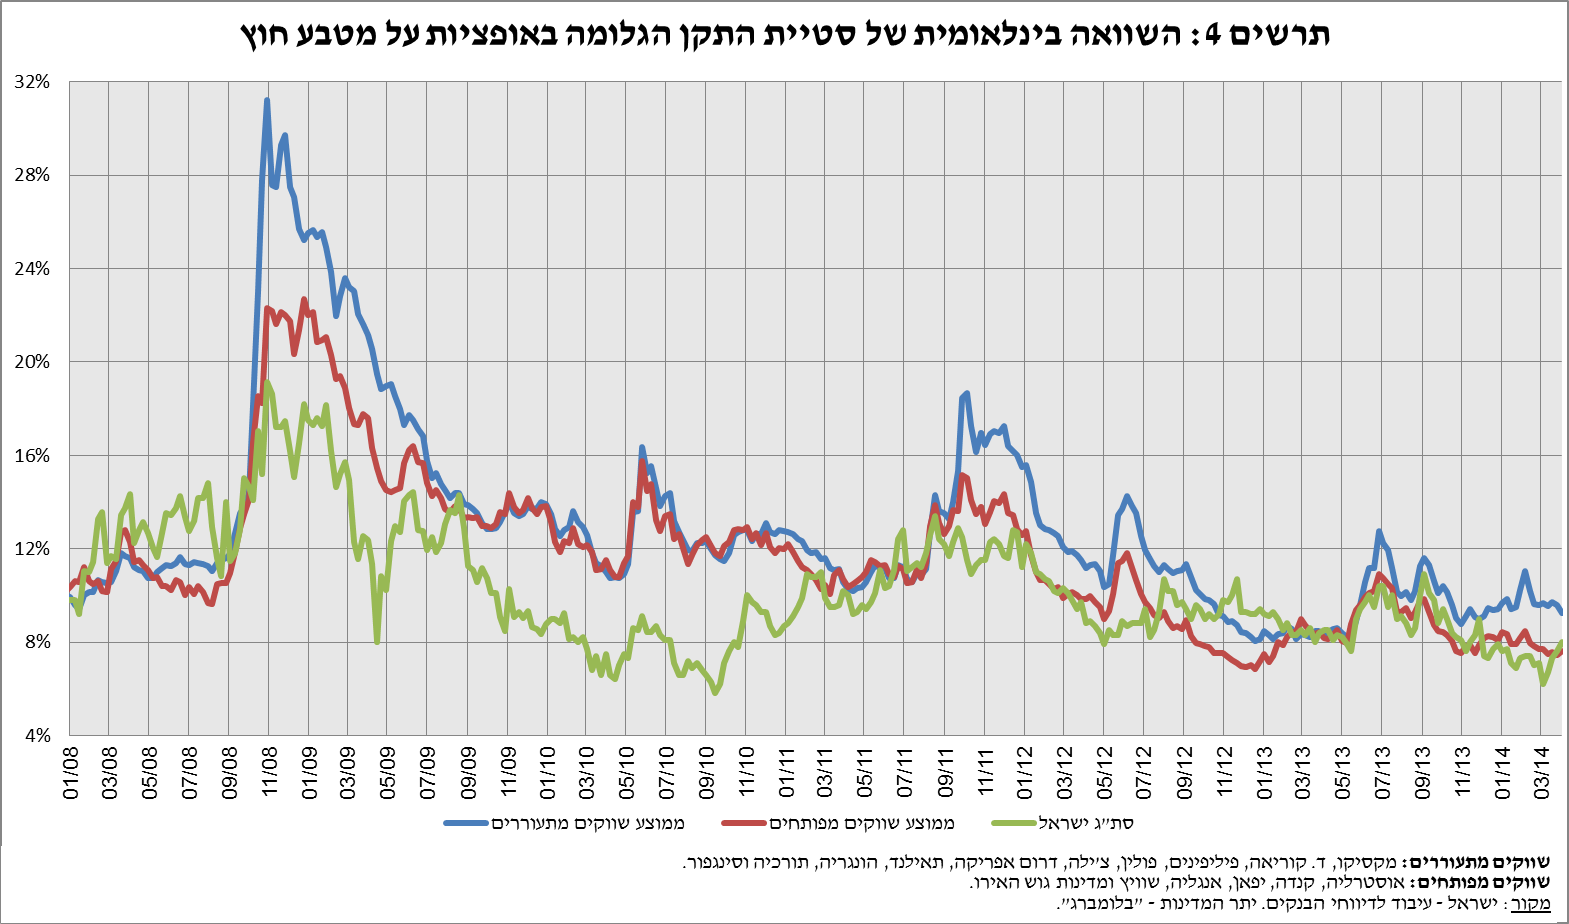 תרשים 4: השוואה בינלאומית של סטיית התקן הגלומה באופציות על מטבע חוץ
32%
28%
24%
20%
16%
12%
8%
4%
01/08 03/08 05/08 07/08 09/08 11/08 01/09 03/09 05/09 07/09 09/09 11/09 01/10 03/10 05/10 07/10 09/10 11/10 01/11 03/11 05/11 07/11 09/11 11/11 01/12 03/12 05/12 07/12 09/12 11/12 01/13 03/13 05/13 07/13 09/13 11/13 01/14 03/14
ממוצע שווקים מתעוררים ממוצע שווקים מפותחים סת״ג ישראל
שווקים מתעוררים: מקסיקו, ד. קוריאה, פיליפינים, פולין, צ׳ילה, דרום אפריקה, תאילנד, הונגריה, תורכיה וסינגפור.
שווקים מפותחים: אוסטרליה, קנדה, יפאן, אנגליה, שוויץ ומדינות גוש האירו.
מקור: ישראל - עיבוד לדיווחי הבנקים. יתר המדינות - ״בלומברג״.